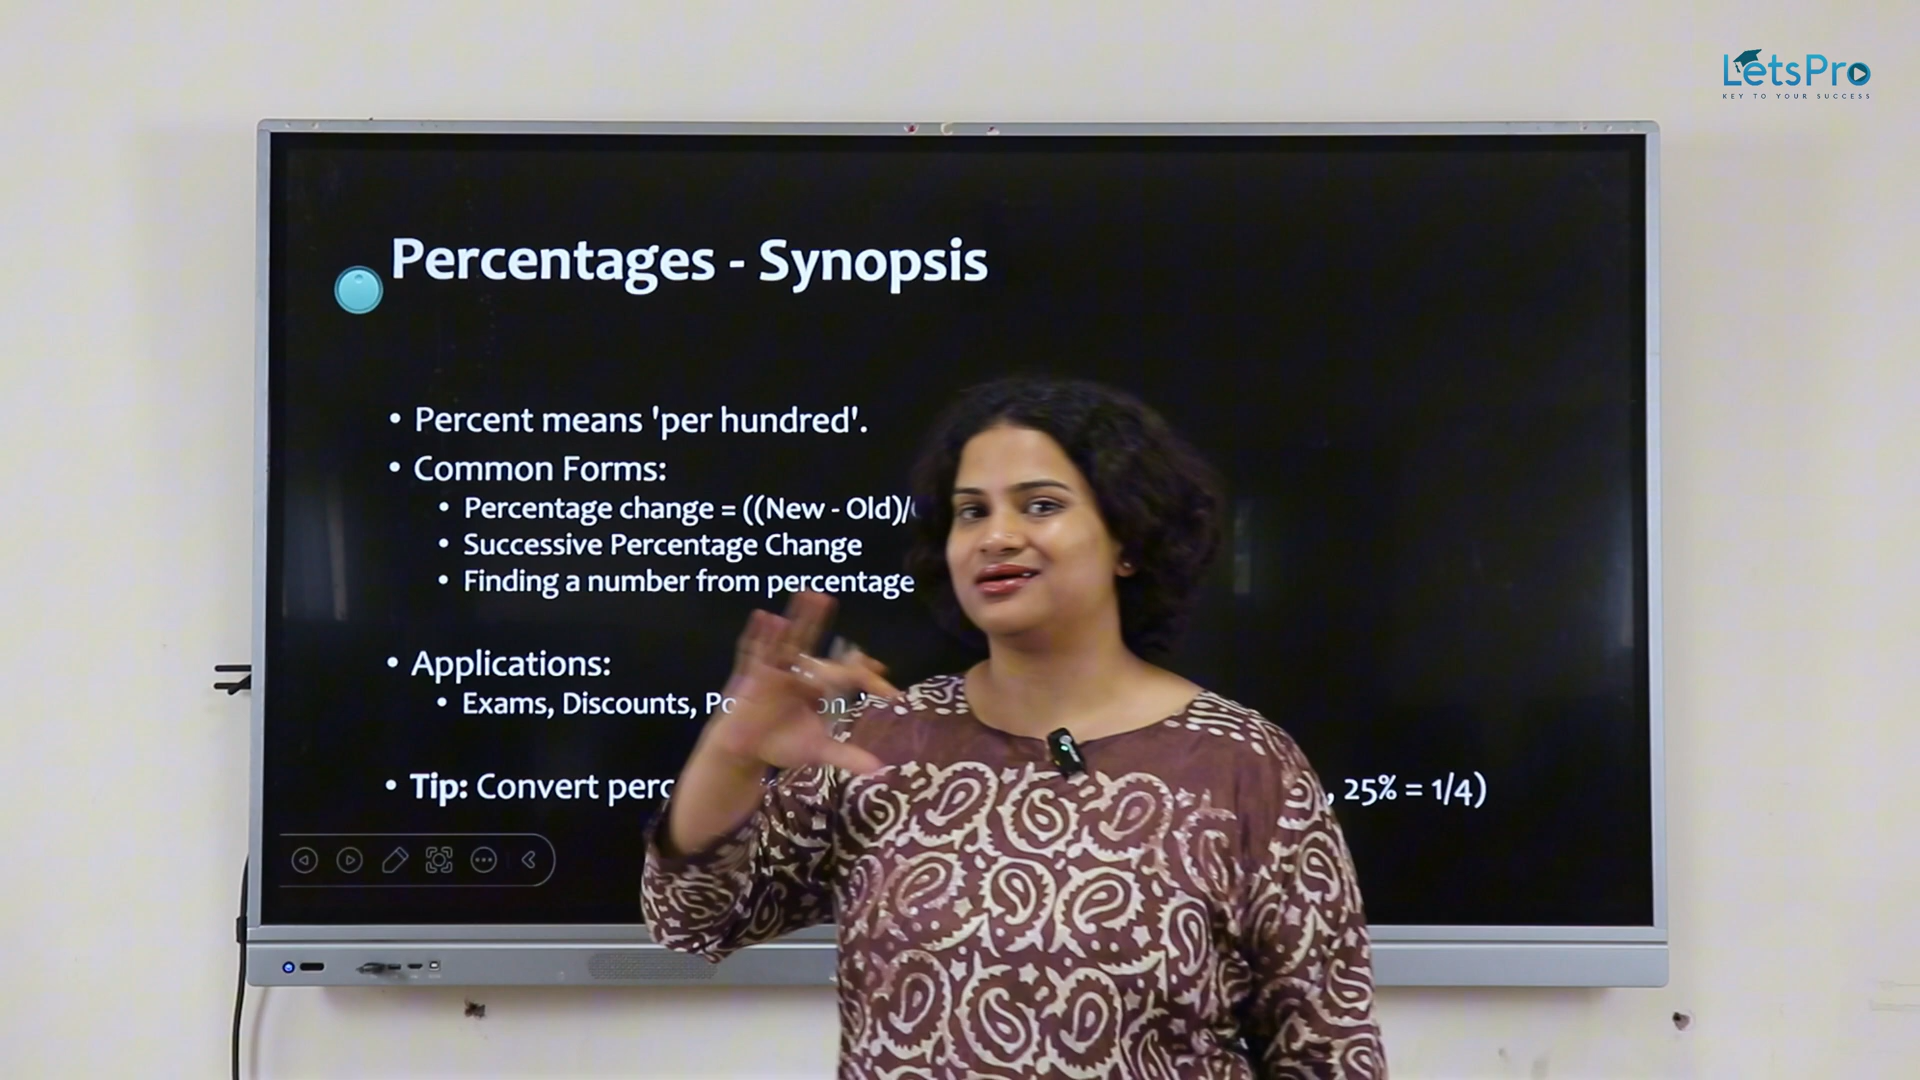 LetsPro
KEY TO YOUR SUCCESS
Percentages - Synopsis
• Percent means 'per hundred'.
• Common Forms:
• Percentage change = ((New - Old)/
• Successive Percentage Change
• Finding a number from percentage
• Applications:
• Exams, Discounts,
• Tip: Convert , 25% = 1/4)